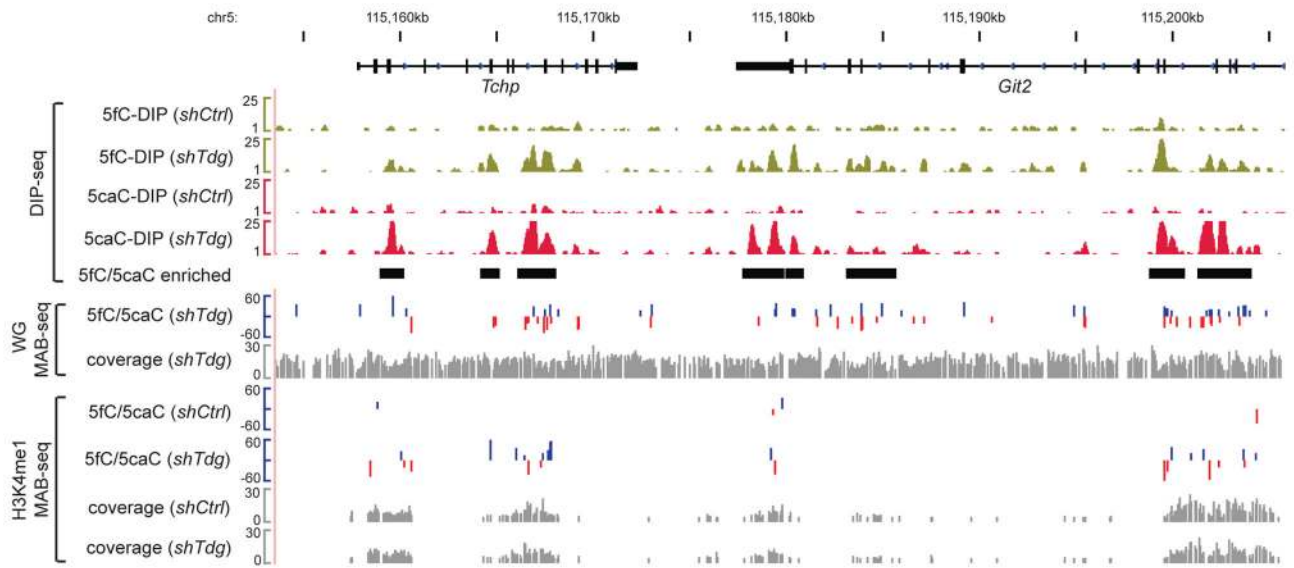 chr5: 115,160kb 115,170kb 115,180kb 115,190kb 115,200kb
Tchp Git2
DIP-seq
5fC-DIP (shCtrl) 25 1
5fC-DIP (shTdg) 25 1
5caC-DIP (shCtrl) 25 1
5caC-DIP (shTdg) 25 1
5fC/5caC enriched
WG MAB-seq
5fC/5caC (shTdg) 60 -60
coverage (shTdg) 30 0
H3K4me1 MAB-seq
5fC/5caC (shCtrl) 60 -60
5fC/5caC (shTdg) 60 -60
coverage (shCtrl) 30 0
coverage (shTdg) 30 0